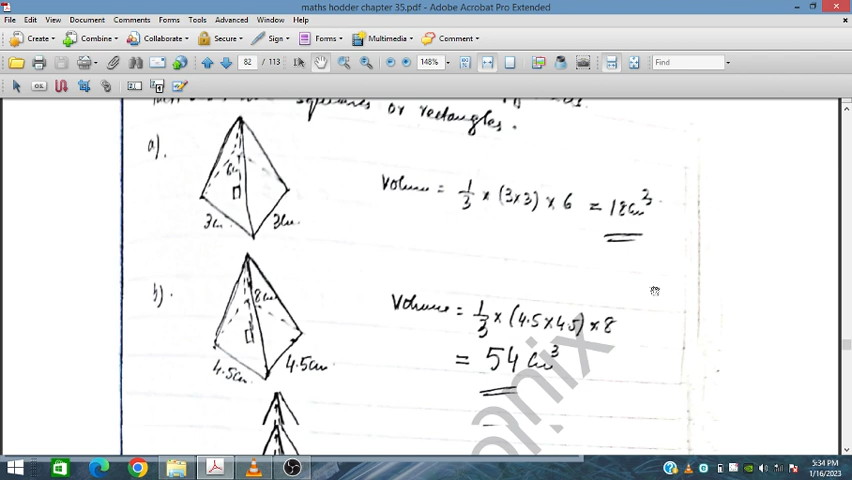 maths hodder chapter 35.pdf - Adobe Acrobat Pro Extended
File Edit View Document Comments Forms Tools Advanced Window Help
Create Combine Collaborate Secure Sign Forms Multimedia Comment
82 / 113 148% Find
squares or rectangles.
a).
6cm
3cm 3cm
Volume = 1/3 × (3×3) × 6 = 18cm³
b).
8cm
4.5cm 4.5cm
Volume = 1/3 × (4.5×4.5) × 8
= 54 cm³
5:34 PM
1/16/2023